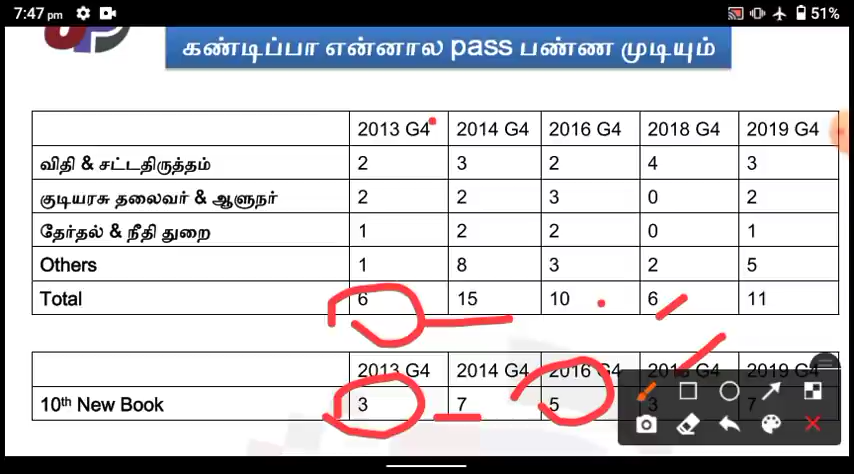 7:47 pm 51%
கண்டிப்பா என்னால pass பண்ண முடியும்
2013 G4 2014 G4 2016 G4 2018 G4 2019 G4
விதி & சட்டதிருத்தம் 2 3 2 4 3
குடியரசு தலைவர் & ஆளுநர் 2 2 3 0 2
தேர்தல் & நீதி துறை 1 2 2 0 1
Others 1 8 3 2 5
Total 6 15 10 6 11
2013 G4 2014 G4 2016 G4 2018 G4 2019 G4
10th New Book 3 7 5 3 7